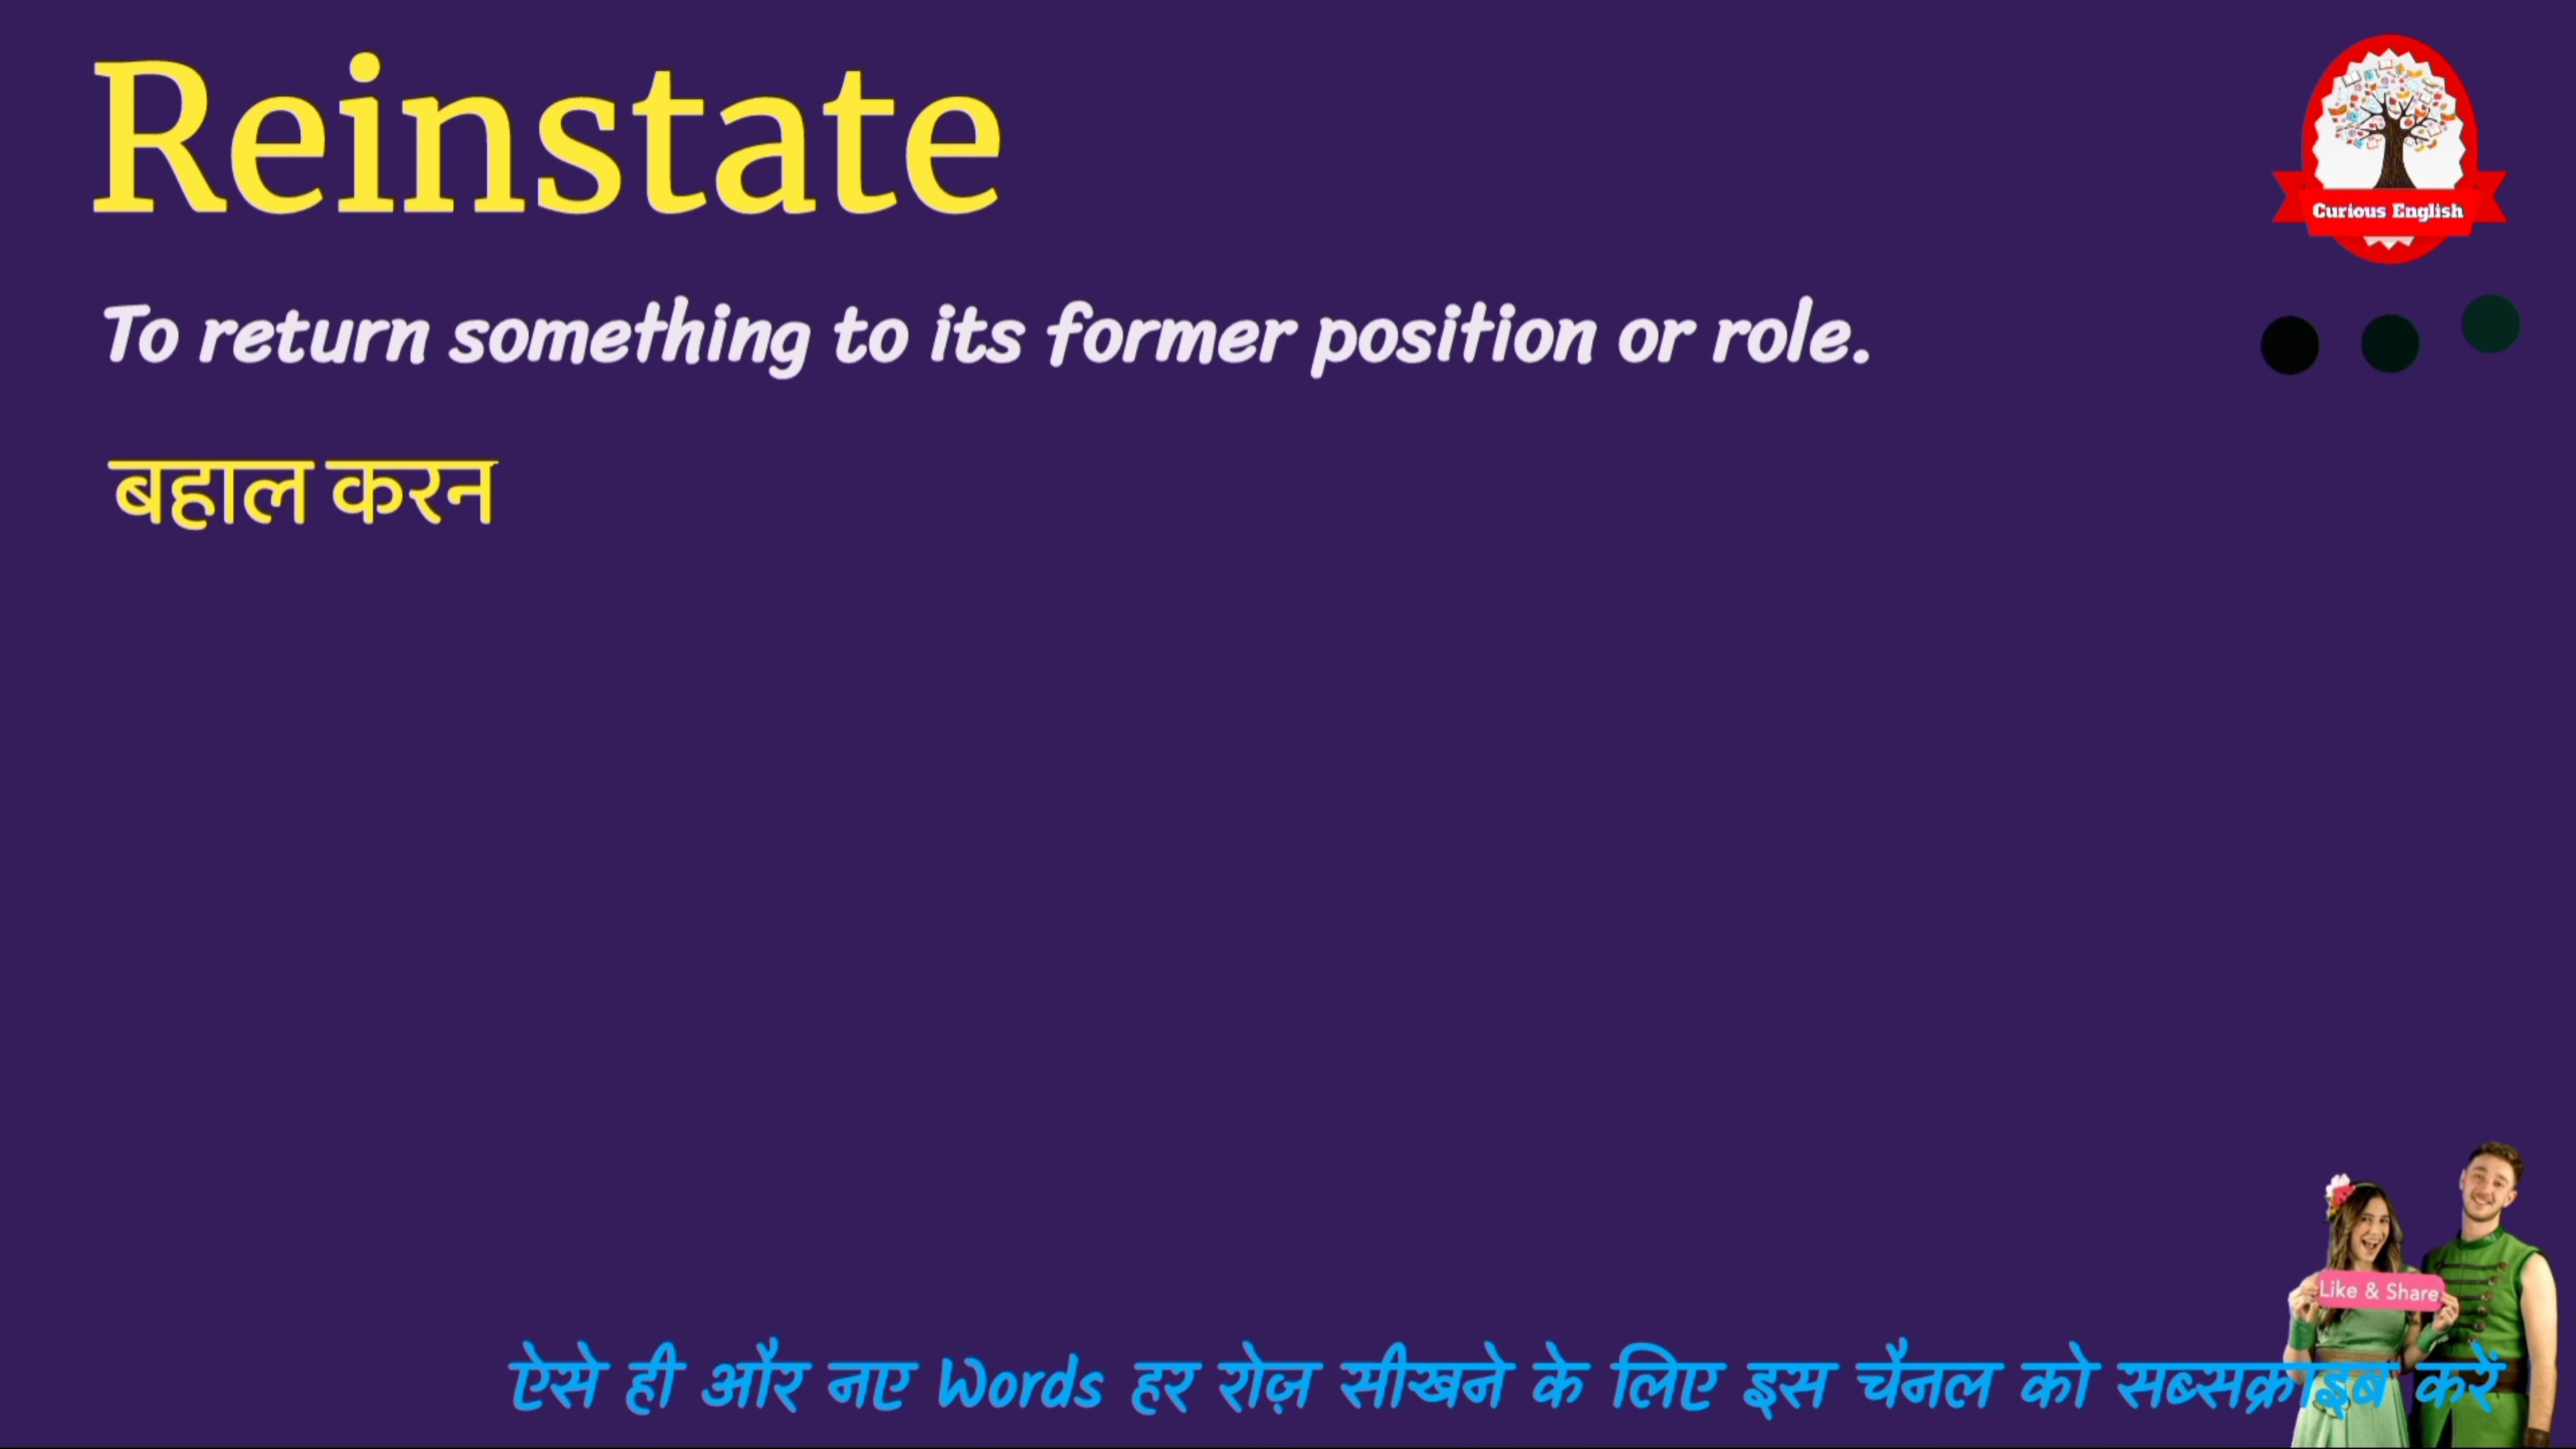 Reinstate
Curious English
To return something to its former position or role.
बहाल करन
Like & Share
ऐसे ही और नए Words हर रोज़ सीखने के लिए इस चैनल को सब्सक्राइब करें